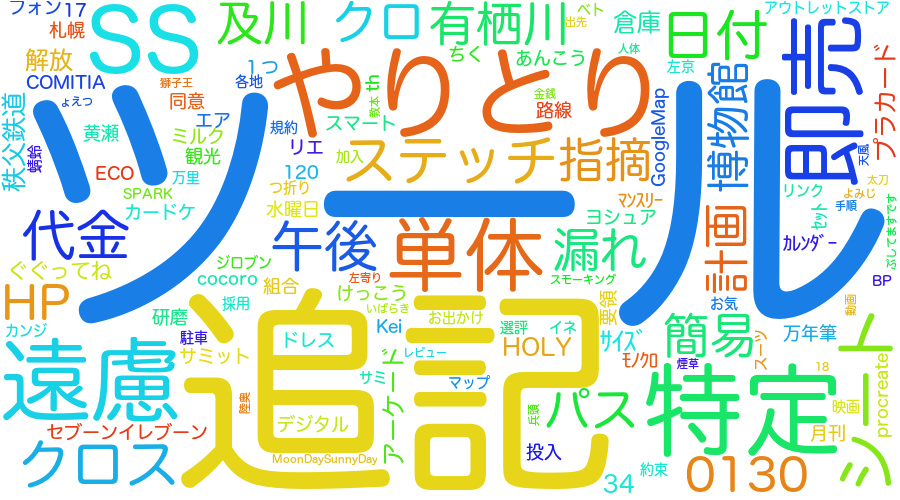 フォン 17
SS
及川
クロ
有栖川
ベト
出先
倉庫
アウトレットストア
日付
即売
札幌
解放
COMITIA
獅子王
1つ
各地
ちく
あんこう
人体
左京
ょえつ
同意
やりとり
th
教本
金銭
路線
GoogleMap
博物館
プラカード
秩父鉄道
黄瀬
エア
規約
スマート
ミルク
観光
リエ
加入
ステッチ
指摘
天風
蜻蛉
ECO
万里
120
太刀
SPARK
カードケ
つ折り
水曜日
ツール
マンスリー
リンク
よみじ
手順
代金
午後
単体
ヨシュア
漏れ
計画
セット
カレンダー
ぶしてますです
ぐぐってね
ジロブン
cocoro
組合
左寄り
けっこう
スモーキング
BP
HP
研磨
採用
いばらき
お出かけ
要領
お気
動画
カンジ
駐車
追記
Kei
選評
イネ
サイズ
簡易
万年筆
シート
遠慮
サミット
ドレス
アーケード
レビュー
HOLY
モノクロ
煙草
スーツ
サミ
マップ
特定
18
procreate
陸奥
デジタル
兵頭
パス
映画
セブーンイレブーン
月刊
クロス
MoonDaySunnyDay
投入
34
約束
0130